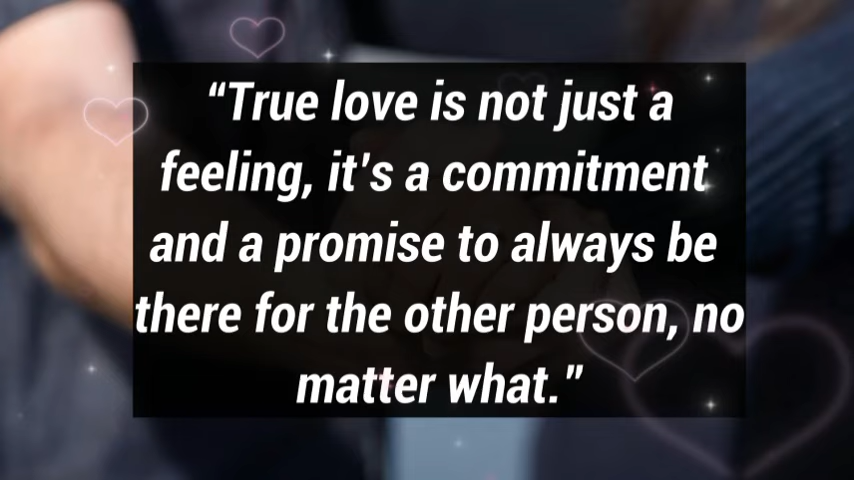 “True love is not just a
feeling, it’s a commitment
and a promise to always be
there for the other person, no
matter what.”